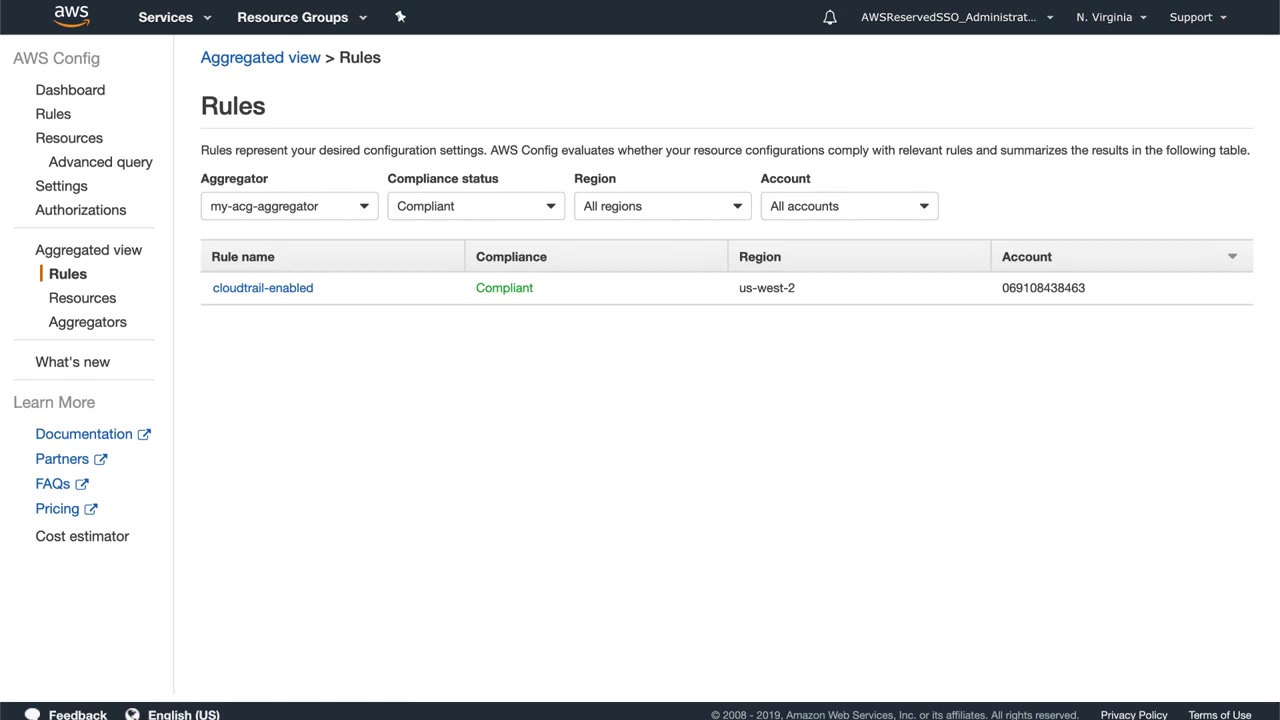 aws
Services
Resource Groups
AWSReservedSSO_Administrat...
N. Virginia
Support
AWS Config
Dashboard
Rules
Resources
Advanced query
Settings
Authorizations
Aggregated view
Rules
Resources
Aggregators
What's new
Learn More
Documentation
Partners
FAQs
Pricing
Cost estimator
Aggregated view > Rules
Rules
Rules represent your desired configuration settings. AWS Config evaluates whether your resource configurations comply with relevant rules and summarizes the results in the following table.
Aggregator Compliance status Region Account
my-acg-aggregator Compliant All regions All accounts
Rule name Compliance Region Account
cloudtrail-enabled Compliant us-west-2 069108438463
Feedback English (US) © 2008 - 2019, Amazon Web Services, Inc. or its affiliates. All rights reserved. Privacy Policy Terms of Use